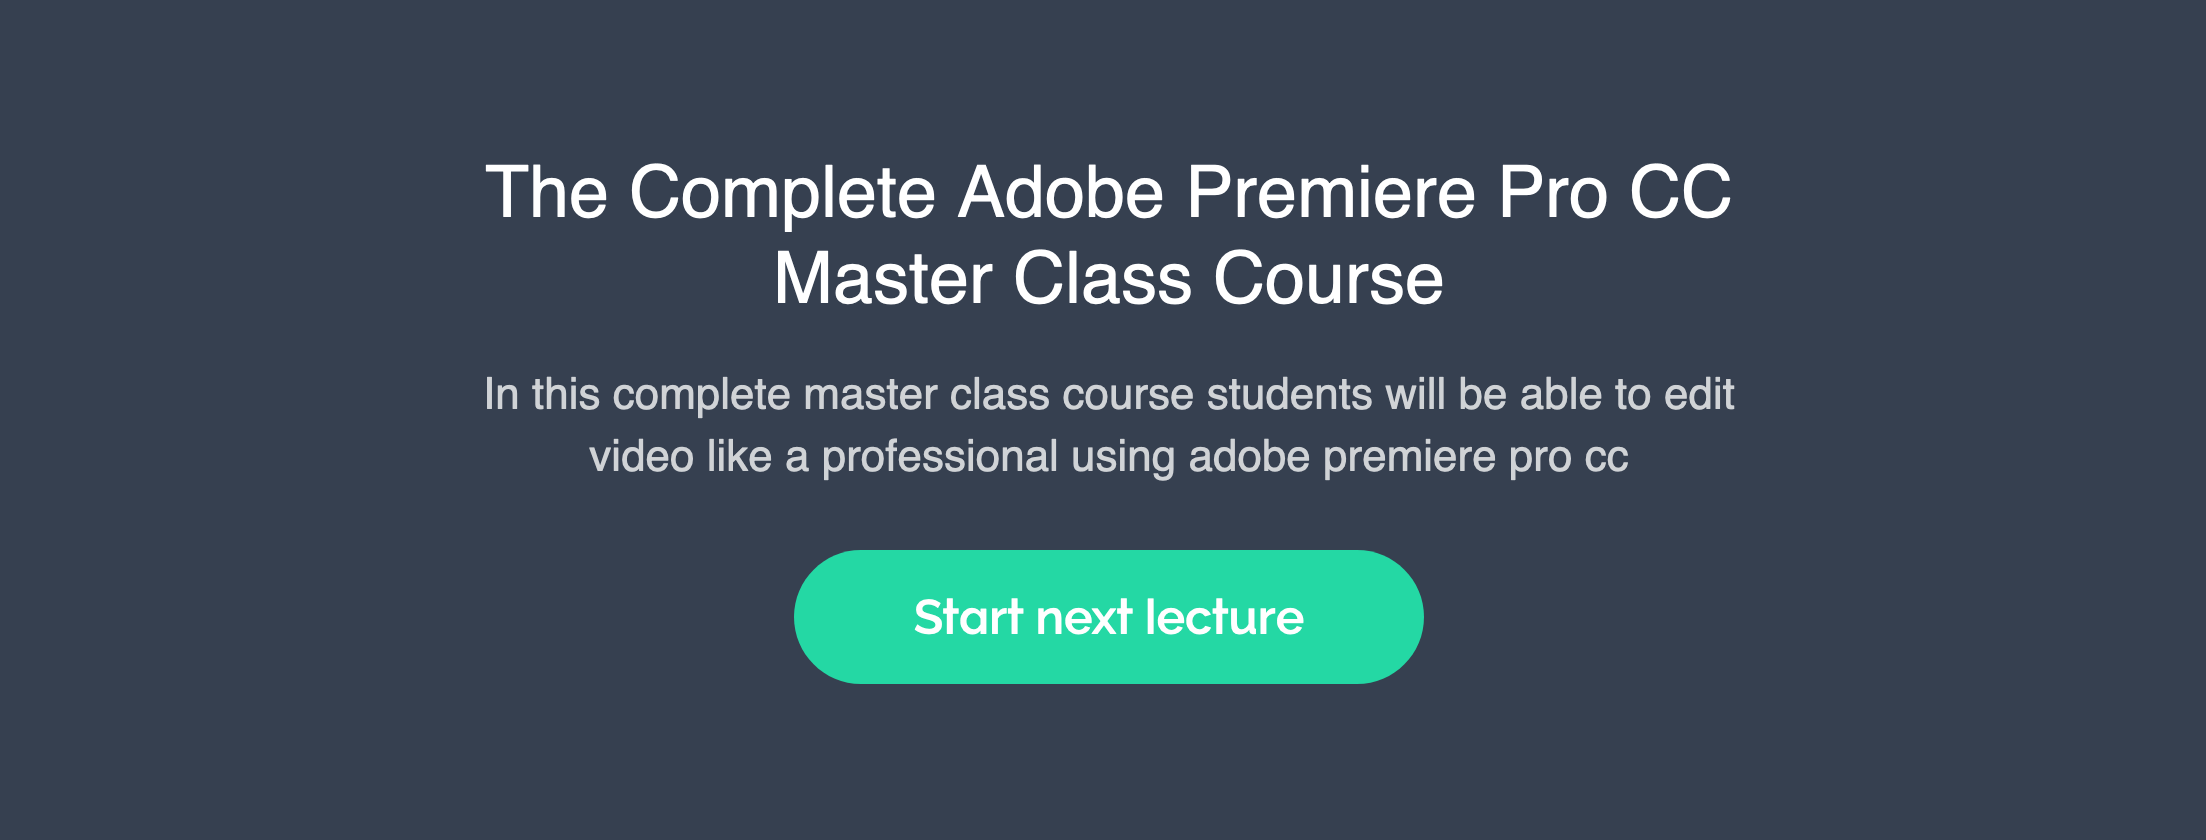 The Complete Adobe Premiere Pro CC
Master Class Course
In this complete master class course students will be able to edit
video like a professional using adobe premiere pro cc
Start next lecture